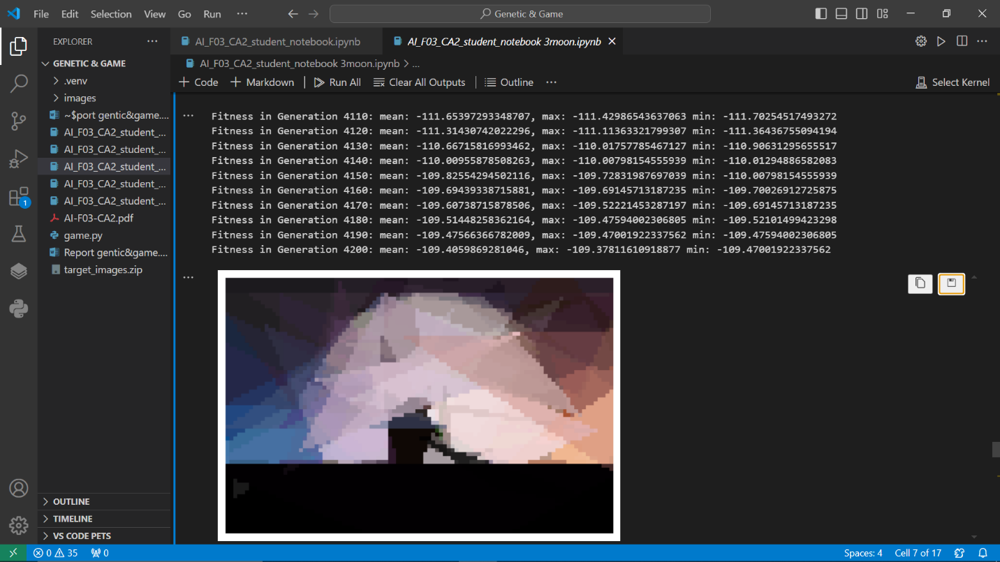 File Edit Selection View Go Run ··· Genetic & Game
EXPLORER ···
GENETIC & GAME
.venv
images
~$port gentic&game....
AI_F03_CA2_student_...
AI_F03_CA2_student_...
AI_F03_CA2_student_...
AI_F03_CA2_student_...
AI_F03_CA2_student_...
AI-F03-CA2.pdf
game.py
Report gentic&game....
target_images.zip
OUTLINE
TIMELINE
VS CODE PETS
1
AI_F03_CA2_student_notebook.ipynb
AI_F03_CA2_student_notebook 3moon.ipynb
AI_F03_CA2_student_notebook 3moon.ipynb > ...
+ Code + Markdown Run All Clear All Outputs Outline ··· Select Kernel
Fitness in Generation 4110: mean: -111.65397293348707, max: -111.42986543637063 min: -111.70254517493272
Fitness in Generation 4120: mean: -111.31430742022296, max: -111.11363321799307 min: -111.36436755094194
Fitness in Generation 4130: mean: -110.66715816993462, max: -110.01757785467127 min: -110.90631295655517
Fitness in Generation 4140: mean: -110.00955878508263, max: -110.00798154555939 min: -110.01294886582083
Fitness in Generation 4150: mean: -109.82554294502116, max: -109.72831987697039 min: -110.00798154555939
Fitness in Generation 4160: mean: -109.69439338715881, max: -109.69145713187235 min: -109.70026912725875
Fitness in Generation 4170: mean: -109.60738715878506, max: -109.52221453287197 min: -109.69145713187235
Fitness in Generation 4180: mean: -109.51448258362164, max: -109.47594002306805 min: -109.52101499423298
Fitness in Generation 4190: mean: -109.47566366782009, max: -109.47001922337562 min: -109.47594002306805
Fitness in Generation 4200: mean: -109.4059869281046, max: -109.37811610918877 min: -109.47001922337562
0 35 0 Spaces: 4 Cell 7 of 17